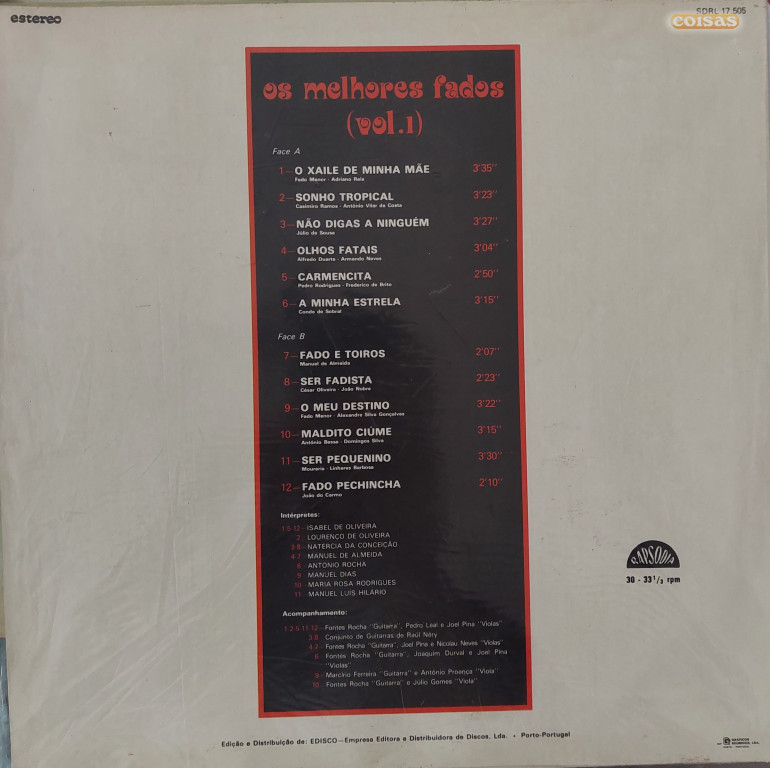 estereo
SDRL 17.505
coisas
os melhores fados
(vol.1)
Face A
1 - O XAILE DE MINHA MÃE 3'35''
Fado Menor - Adriano Reis
2 - SONHO TROPICAL 3'23''
Casimiro Ramos - António Vilar da Costa
3 - NÃO DIGAS A NINGUÉM 3'27''
Júlio de Sousa
4 - OLHOS FATAIS 3'04''
Alfredo Duarte - Armando Neves
5 - CARMENCITA 2'50''
Pedro Rodrigues - Frederico de Brito
6 - A MINHA ESTRELA 3'15''
Conde de Sobral
Face B
7 - FADO E TOIROS 2'07''
Manuel de Almeida
8 - SER FADISTA 2'23''
César Oliveira - João Nobre
9 - O MEU DESTINO 3'22''
Fado Menor - Alexandre Silva Gonçalves
10 - MALDITO CIÚME 3'15''
António Bessa - Domingos Silva
11 - SER PEQUENINO 3'30''
Mouraria - Linhares Barbosa
12 - FADO PECHINCHA 2'10''
João do Carmo
Intérpretes:
1-5-12 - ISABEL DE OLIVEIRA
2 - LOURENÇO DE OLIVEIRA
3-8 - NATÉRCIA DA CONCEIÇÃO
4-7 - MANUEL DE ALMEIDA
6 - ANTÓNIO ROCHA
9 - MANUEL DIAS
10 - MARIA ROSA RODRIGUES
11 - MANUEL LUÍS HILÁRIO
Acompanhamento:
1-2-5-11-12 - Fontes Rocha "Guitarra", Pedro Leal e Joel Pina "Violas"
3-8 - Conjunto de Guitarras de Raúl Nery
4-7 - Fontes Rocha "Guitarra", Joel Pina e Nicolau Neves "Violas"
6 - Fontes Rocha "Guitarra", Joaquim Durval e Joel Pina
"Violas"
9 - Marcírio Ferreira "Guitarra" e António Proença "Viola"
10 - Fontes Rocha "Guitarra" e Júlio Gomes "Viola"
RAPSODIA
30 - 33 1/3 rpm
Edição e Distribuição de: EDISCO - Empresa Editora e Distribuidora de Discos, Lda. - Porto-Portugal